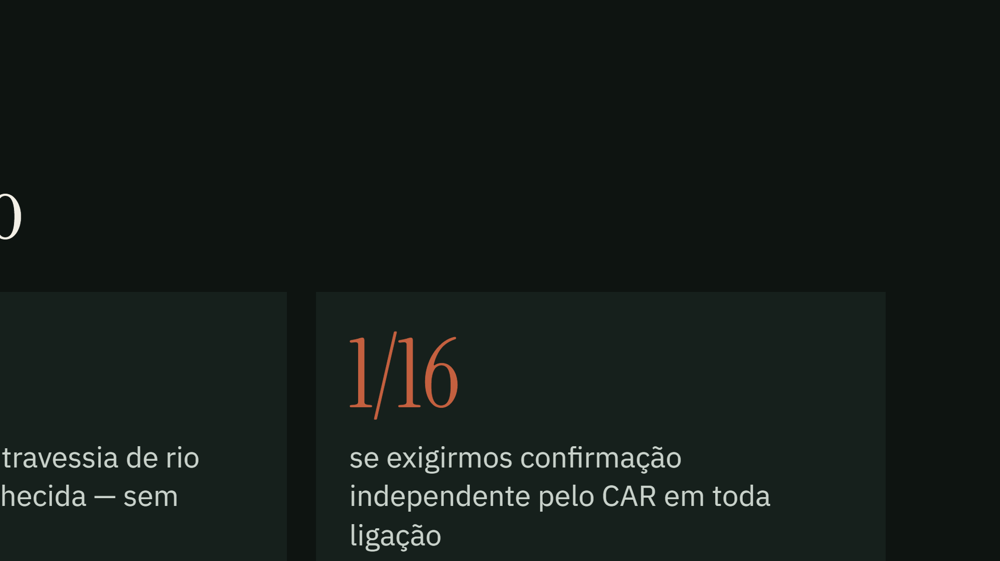 o
travessia de rio
hecida — sem
1/16
se exigirmos confirmação
independente pelo CAR em toda
ligação